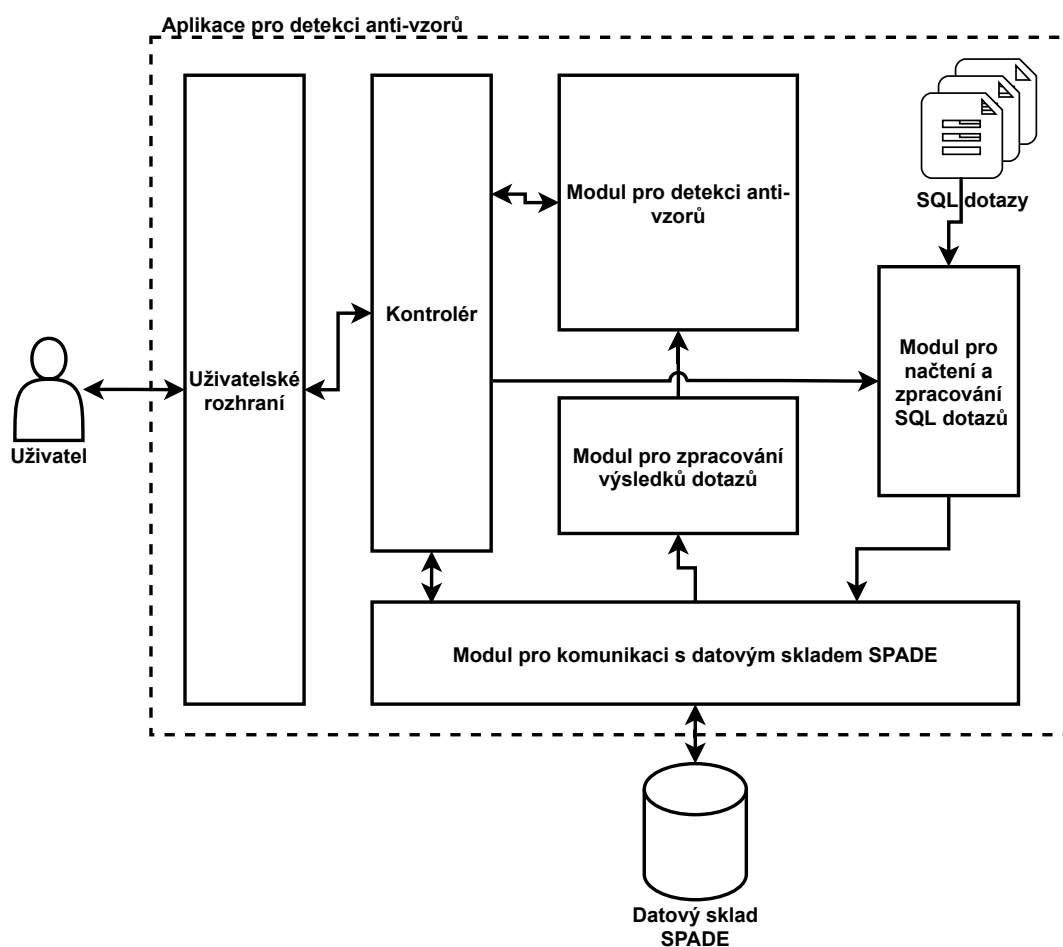 Aplikace pro detekci anti-vzorů
SQL dotazy
Modul pro detekci anti-
vzorů
Kontrolér
Uživatelské
rozhraní
Uživatel
Modul pro
načtení a
zpracování
SQL dotazů
Modul pro zpracování
výsledků dotazů
Modul pro komunikaci s datovým skladem SPADE
Datový sklad
SPADE